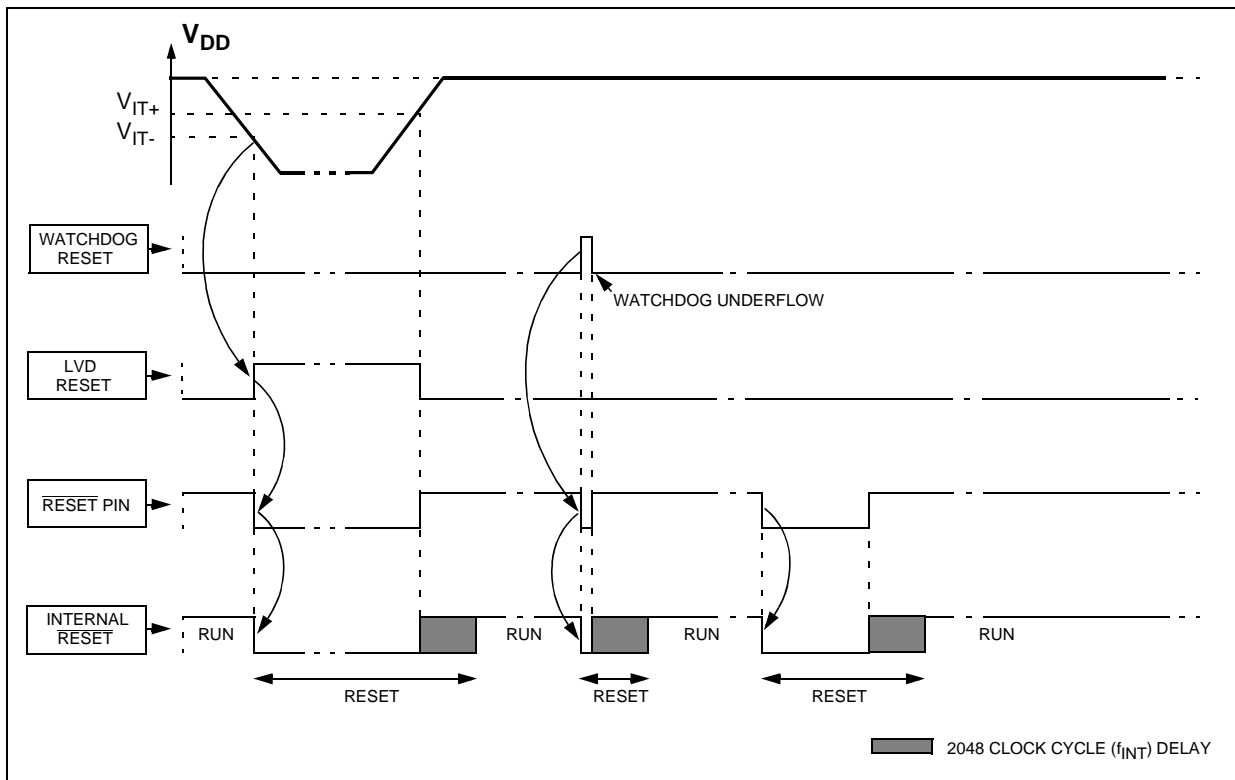 VDD
VIT+
VIT-
WATCHDOG
RESET
WATCHDOG UNDERFLOW
LVD
RESET
RESET PIN
INTERNAL
RESET
RUN
RUN
RUN
RUN
RESET
RESET
RESET
2048 CLOCK CYCLE (fINT) DELAY